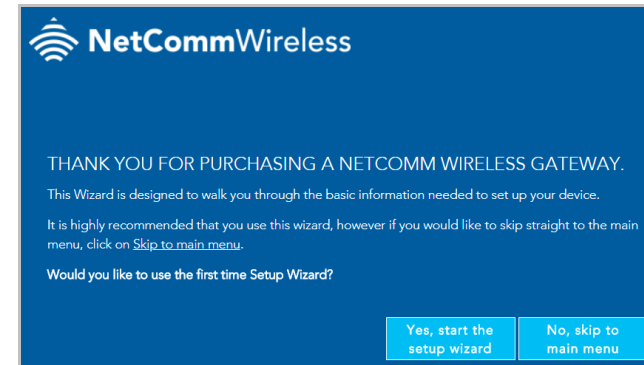 NetCommWireless
THANK YOU FOR PURCHASING A NETCOMM WIRELESS GATEWAY.
This Wizard is designed to walk you through the basic information needed to set up your device.
It is highly recommended that you use this wizard, however if you would like to skip straight to the main
menu, click on Skip to main menu.
Would you like to use the first time Setup Wizard?
Yes, start the
setup wizard
No, skip to
main menu